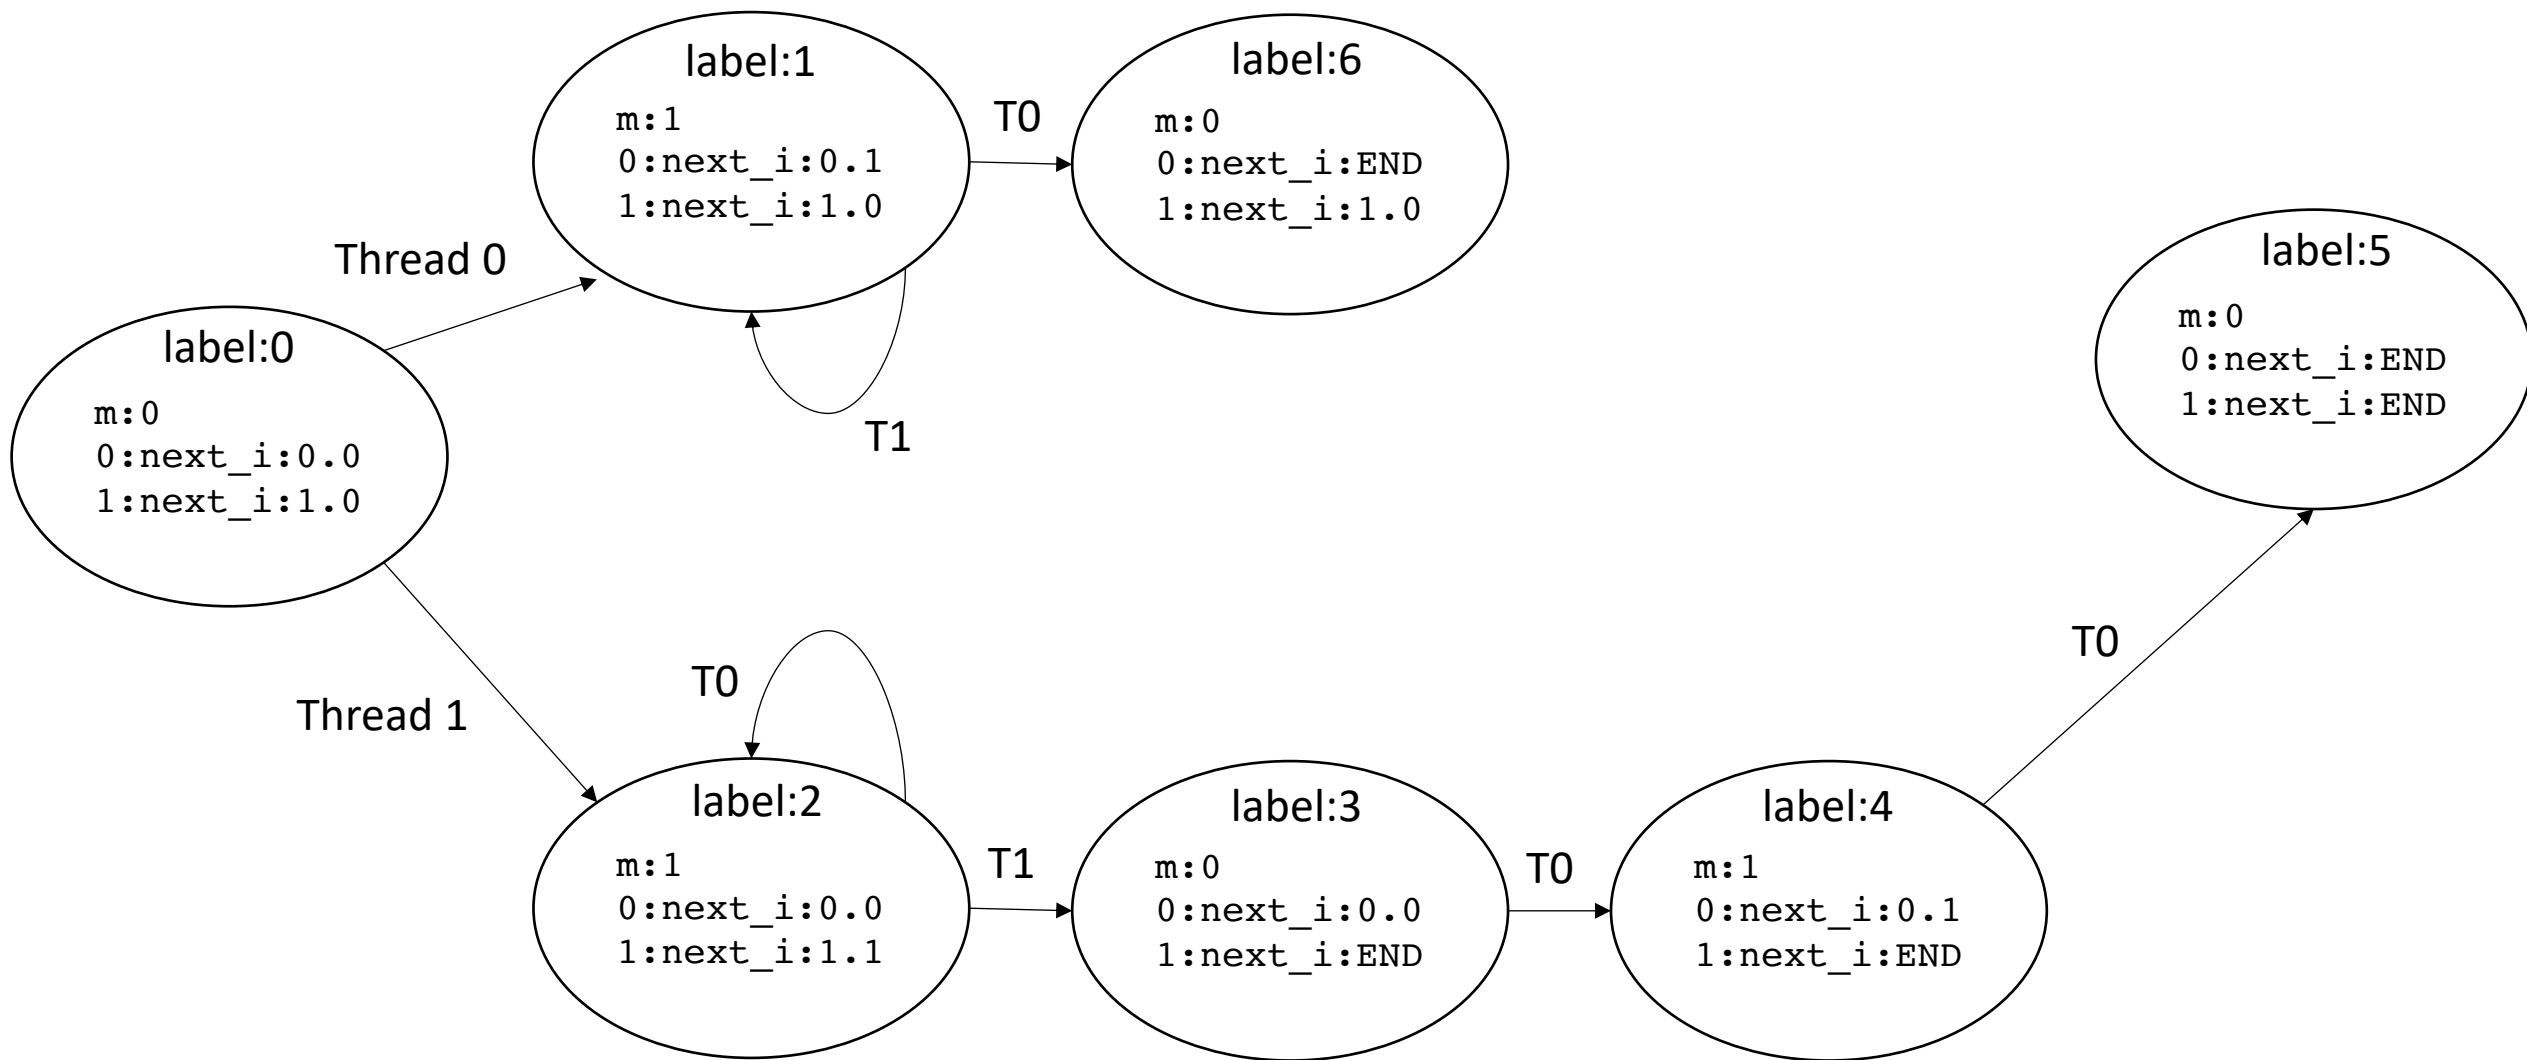 label:1
m:1
0:next_i:0.1
1:next_i:1.0
T0
label:6
m:0
0:next_i:END
1:next_i:1.0
label:5
m:0
0:next_i:END
1:next_i:END
Thread 0
T1
label:0
m:0
0:next_i:0.0
1:next_i:1.0
Thread 1
T0
T0
label:2
m:1
0:next_i:0.0
1:next_i:1.1
T1
label:3
m:0
0:next_i:0.0
1:next_i:END
T0
label:4
m:1
0:next_i:0.1
1:next_i:END